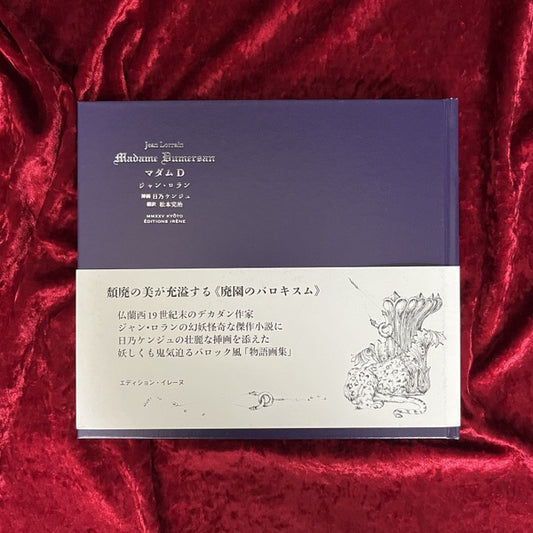 Jean Lorrain
Madame Dumersan
マダム D
ジャン・ロラン
挿画 日乃ケンジュ
翻訳 松本完治
MMXXV KYŌTO
ÉDITIONS IRÈNE
頽廃の美が充溢する《廃園のバロキスム》
仏蘭西19世紀末のデカダン作家
ジャン・ロランの幻妖怪奇な傑作小説に
日乃ケンジュの壮麗な挿画を添えた
妖しくも鬼気迫るバロック風「物語画集」
エディション・イレーヌ